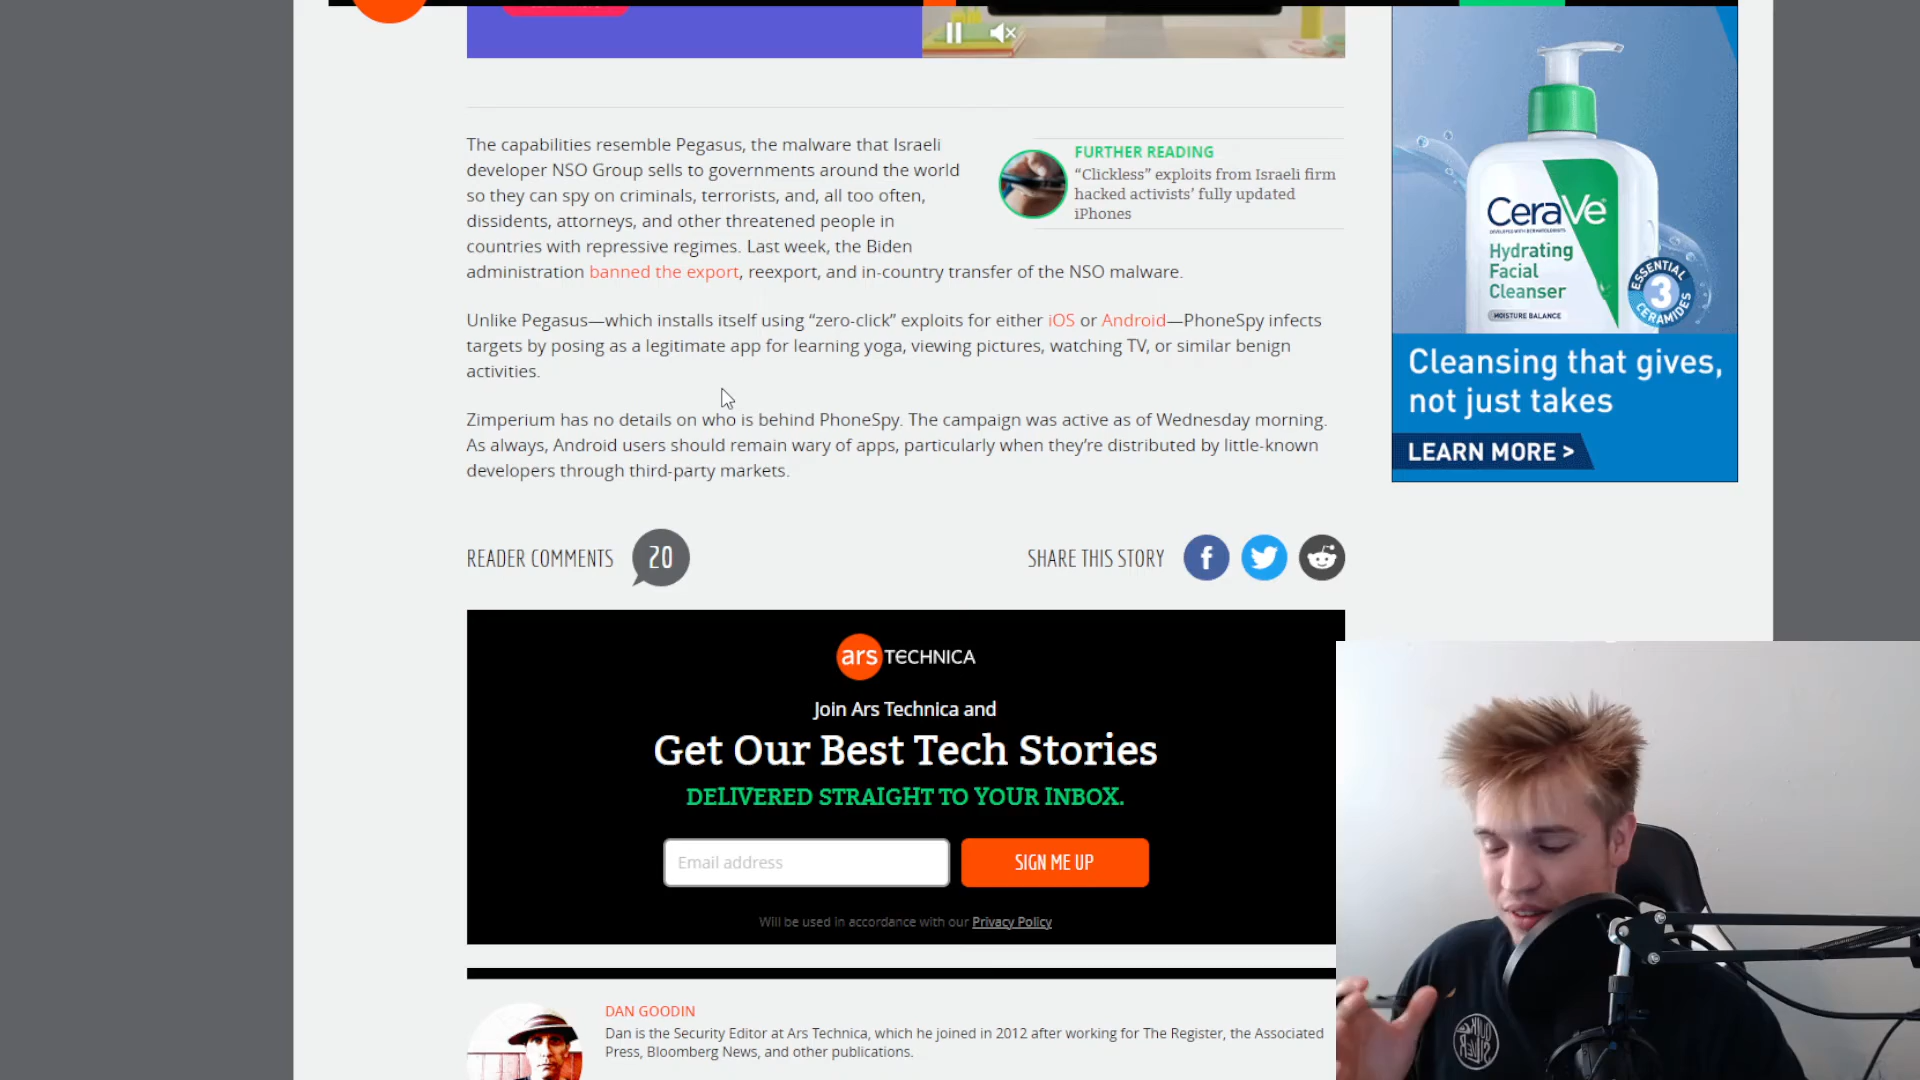 The capabilities resemble Pegasus, the malware that Israeli
developer NSO Group sells to governments around the world
so they can spy on criminals, terrorists, and, all too often,
dissidents, attorneys, and other threatened people in
countries with repressive regimes. Last week, the Biden
administration banned the export, reexport, and in-country transfer of the NSO malware.
FURTHER READING
“Clickless” exploits from Israeli firm
hacked activists’ fully updated
iPhones
Unlike Pegasus—which installs itself using “zero-click” exploits for either iOS or Android—PhoneSpy infects
targets by posing as a legitimate app for learning yoga, viewing pictures, watching TV, or similar benign
activities.
Zimperium has no details on who is behind PhoneSpy. The campaign was active as of Wednesday morning.
As always, Android users should remain wary of apps, particularly when they’re distributed by little-known
developers through third-party markets.
READER COMMENTS 20
SHARE THIS STORY
ars TECHNICA
Join Ars Technica and
Get Our Best Tech Stories
DELIVERED STRAIGHT TO YOUR INBOX.
Email address
SIGN ME UP
Will be used in accordance with our Privacy Policy
DAN GOODIN
Dan is the Security Editor at Ars Technica, which he joined in 2012 after working for The Register, the Associated
Press, Bloomberg News, and other publications.
CeraVe
DEVELOPED WITH DERMATOLOGISTS
Hydrating
Facial
Cleanser
MOISTURE BALANCE
ESSENTIAL
3
CERAMIDES
Cleansing that gives,
not just takes
LEARN MORE >
QUIK
SILVER